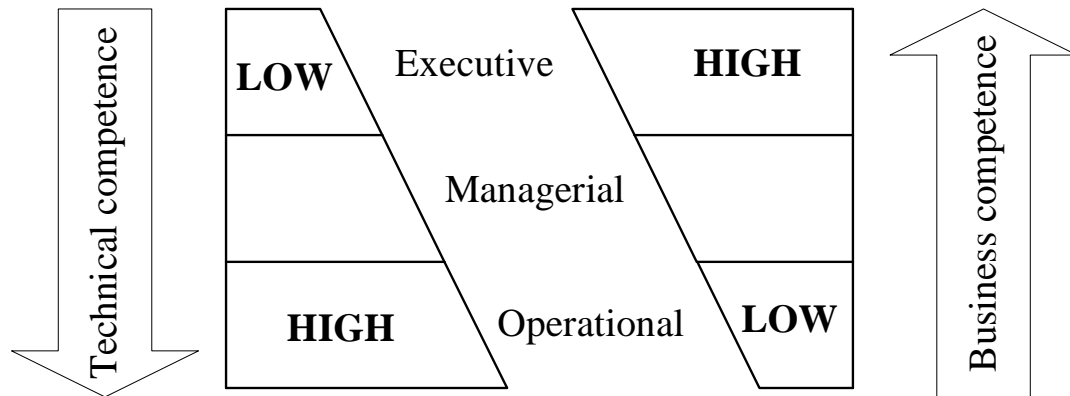 Technical competence
LOW
Executive
HIGH
Managerial
HIGH
Operational
LOW
Business competence